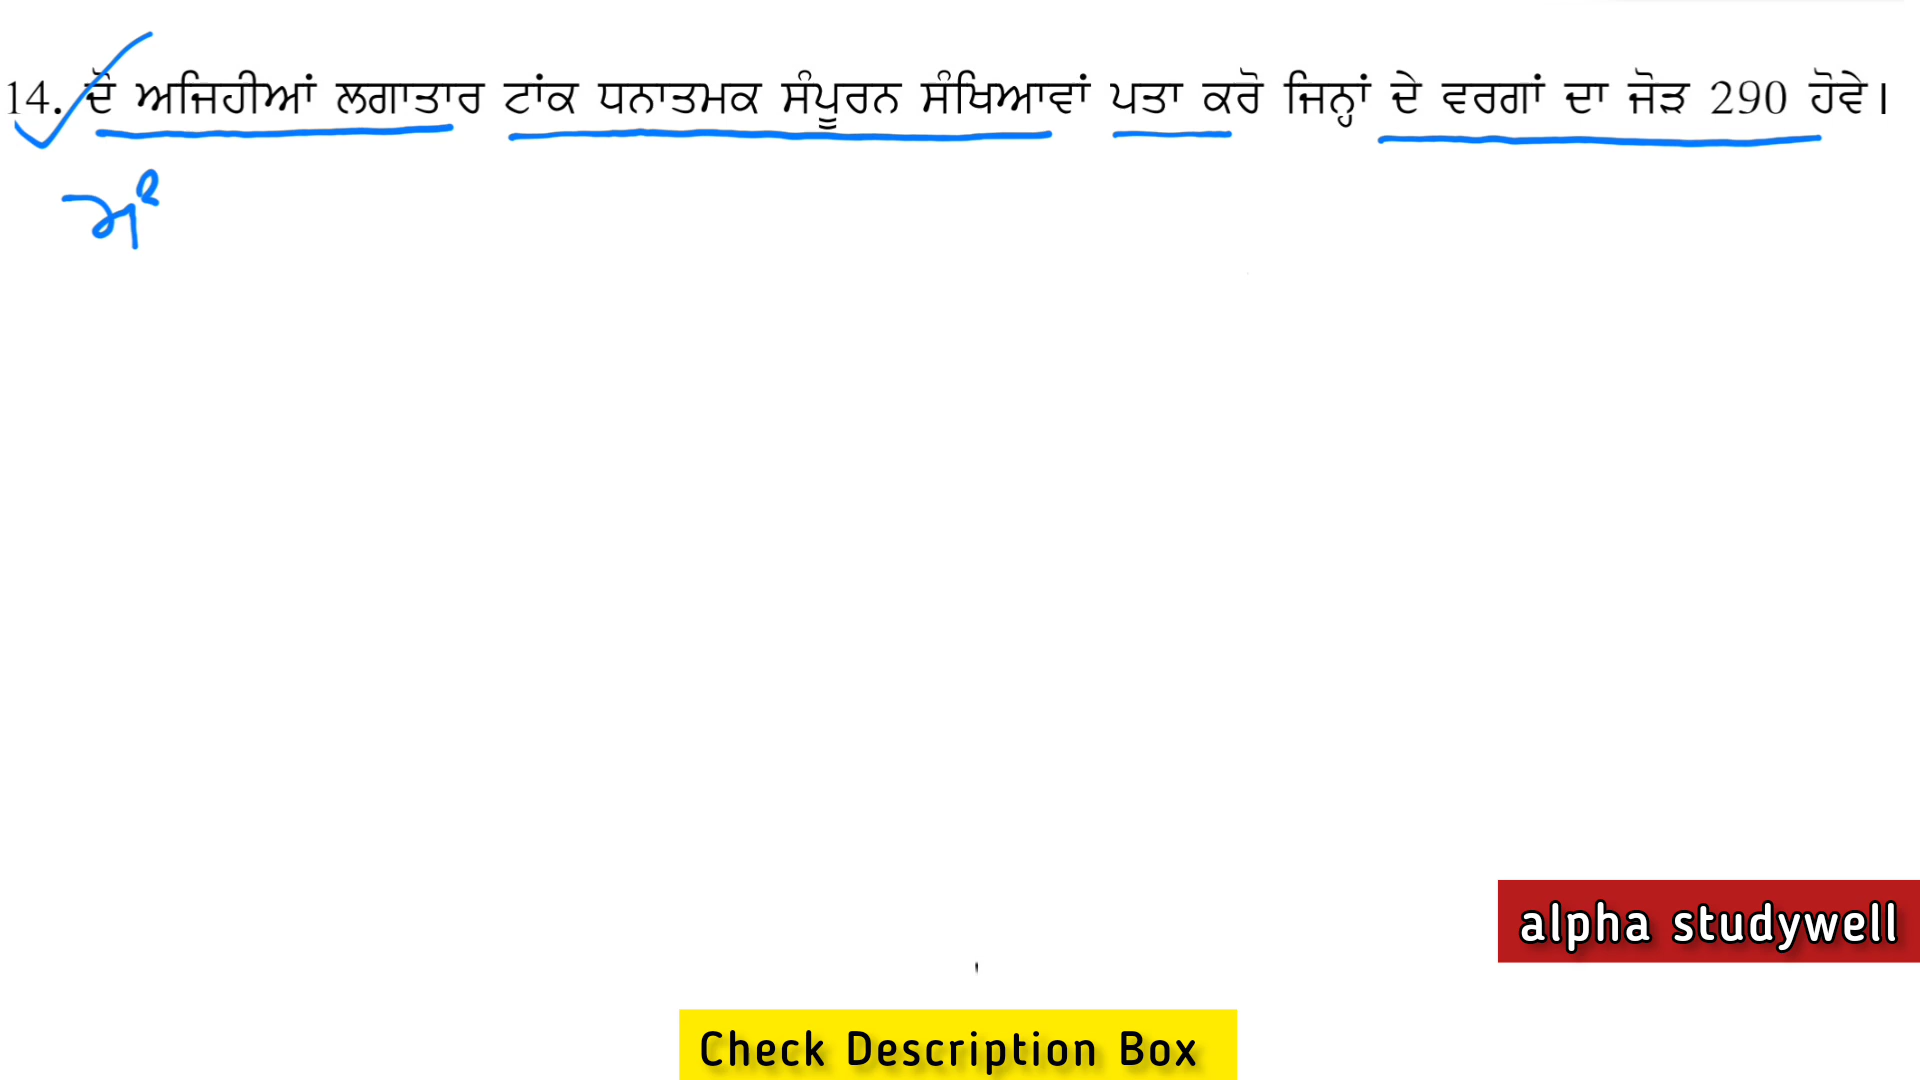 14. ਦੋ ਅਜਿਹੀਆਂ ਲਗਾਤਾਰ ਟਾਂਕ ਧਨਾਤਮਕ ਸੰਪੂਰਨ ਸੰਖਿਆਵਾਂ ਪਤਾ ਕਰੋ ਜਿਨ੍ਹਾਂ ਦੇ ਵਰਗਾਂ ਦਾ ਜੋੜ 290 ਹੋਵੇ।
alpha studywell
Check Description Box